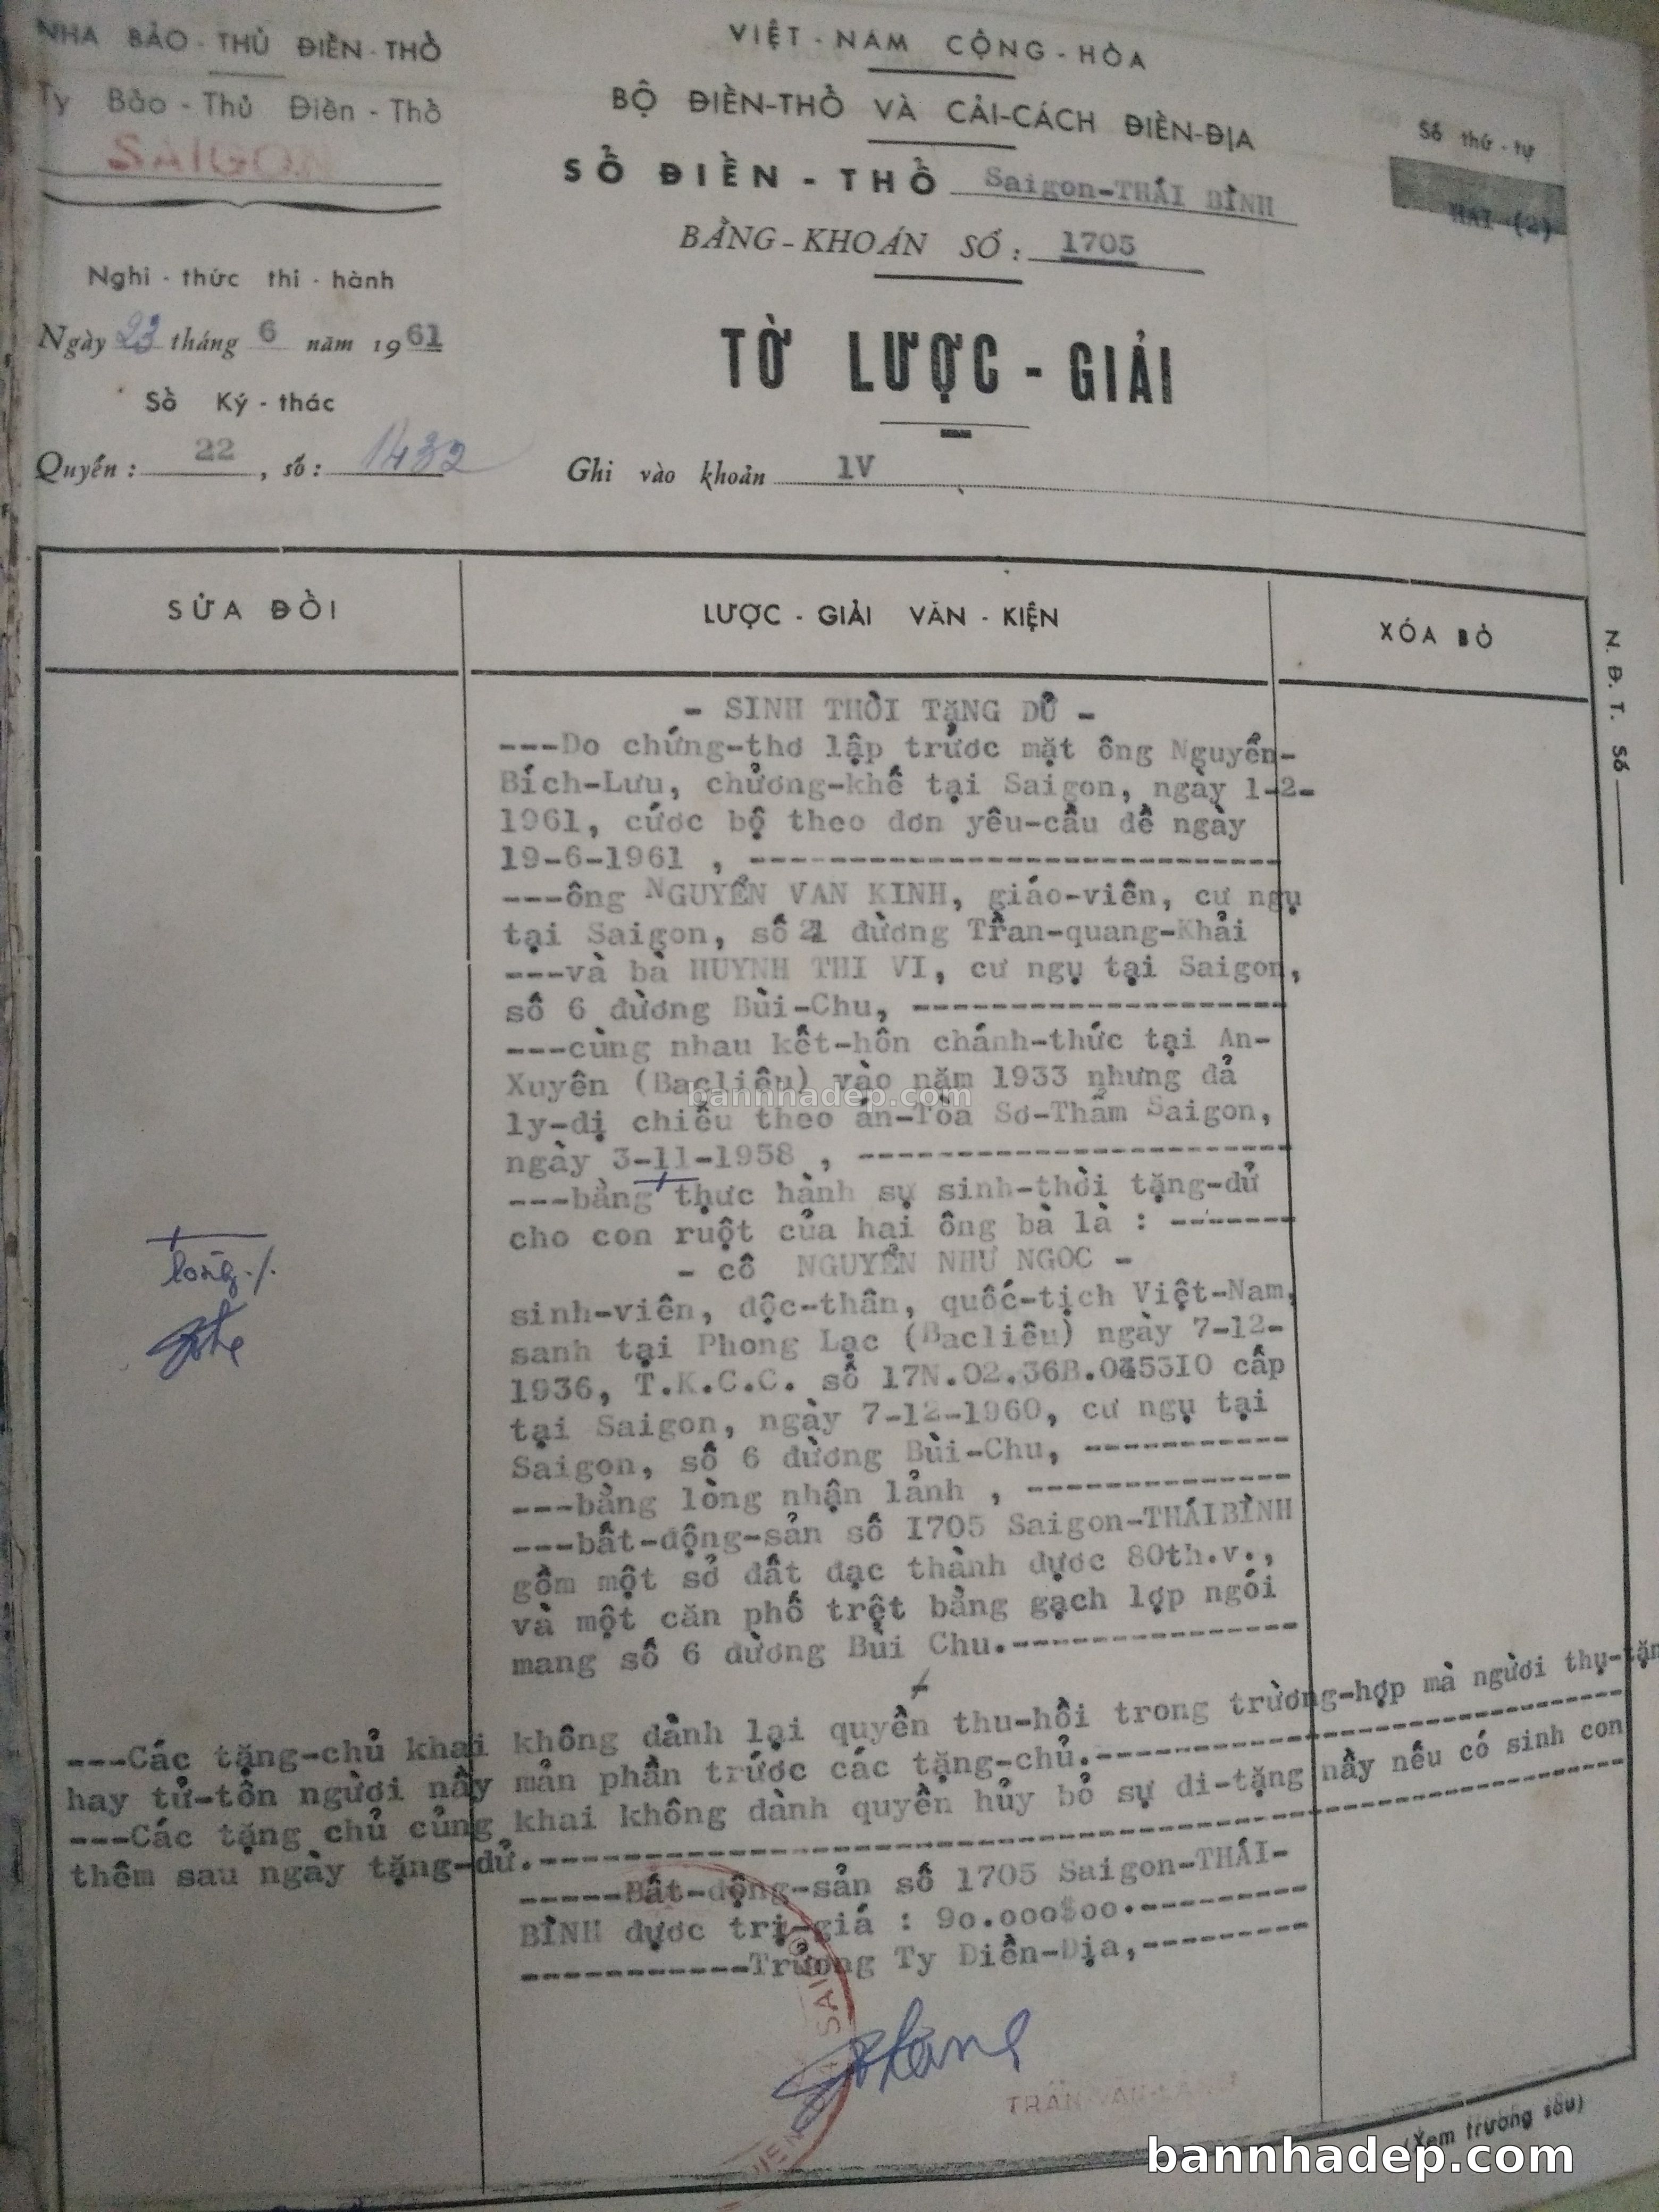 NHA BẢO - THỦ ĐIỀN - THỔ
Ty Bảo - Thủ Điền - Thổ
SAIGON
Nghi - thức thi - hành
Ngày 23 tháng 6 năm 1961
Sổ Ký - thác
Quyển : 22 , số : 1432
VIỆT - NAM CỘNG - HÒA
BỘ ĐIỀN-THỔ VÀ CẢI-CÁCH ĐIỀN-ĐỊA
SỔ ĐIỀN - THỔ Saigon-THÁI BÌNH
BẰNG - KHOÁN SỐ : 1705
Số thứ - tự
HAI (2)
TỜ LƯỢC - GIẢI
Ghi vào khoản 1V
SỬA ĐỔI
LƯỢC - GIẢI VĂN - KIỆN
XÓA BỎ
N. Đ. T. Số
- SINH THỜI TẶNG DỮ -
---Do chứng-thơ lập trước mặt ông Nguyễn-
Bích-Lưu, chưởng-khế tại Saigon, ngày 1-2-
1961, cước bộ theo đơn yêu-cầu đề ngày
19-6-1961 , ---------------------------
---ông NGUYỄN VAN KINH, giáo-viên, cư ngụ
tại Saigon, số 21 đường Trần-quang-Khải
---và bà HUYNH THI VI, cư ngụ tại Saigon,
số 6 đường Bùi-Chu, -------------------
---cùng nhau kết-hôn chánh-thức tại An-
Xuyên (Bacliêu) vào năm 1933 nhưng đả
ly-dị chiếu theo án-Tòa Sơ-Thẩm Saigon,
ngày 3-11-1958 , ----------------------
---bằng thực hành sự sinh-thời tặng-dủ
cho con ruột của hai ông bà là : -------
- cô NGUYỄN NHƯ NGOC -
sinh-viên, độc-thân, quốc-tịch Việt-Nam,
sanh tại Phong Lạc (Bacliêu) ngày 7-12-
1936, T.K.C.C. số cấp
tại Saigon, ngày 7-12-1960, cư ngụ tại
Saigon, số 6 đường Bùi-Chu, -----------
---bằng lòng nhận lảnh , --------------
---bất-động-sản số 1705 Saigon-THÁIBÌNH
gồm một sở đất đạc thành được 80th.v.,
và một căn phố trệt bằng gạch lợp ngói
mang số 6 đường Bùi Chu.---------------
---Các tặng-chủ khai không dành lại quyền thu-hồi trong trường-hợp mà người thụ-tặn
hay tử-tôn người nầy mản phần trước các tặng-chủ.---------------------------
---Các tặng chủ củng khai không dành quyền hủy bỏ sự di-tặng nầy nếu có sinh con
thêm sau ngày tặng-dủ.---------------------------
-----Bất-động-sản số 1705 Saigon-THÁI-
BÌNH được trị-giá : 90.000$00.---------
------------Trưởng Ty Điền-Địa,---------
bannhadep.com
(Xem trương sau)
bannhadep.com